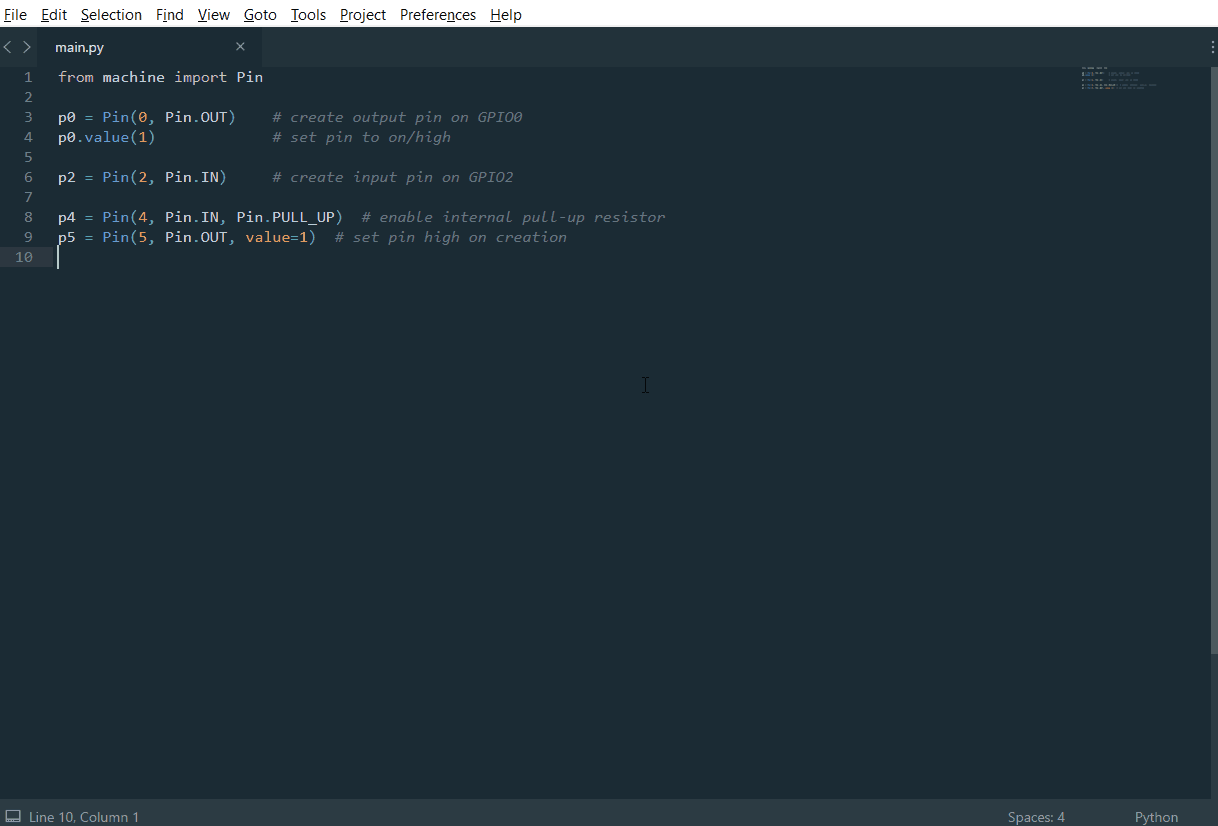 File Edit Selection Find View Goto Tools Project Preferences Help
main.py
1 from machine import Pin
2
3 p0 = Pin(0, Pin.OUT)    # create output pin on GPIO0
4 p0.value(1)             # set pin to on/high
5
6 p2 = Pin(2, Pin.IN)     # create input pin on GPIO2
7
8 p4 = Pin(4, Pin.IN, Pin.PULL_UP)  # enable internal pull-up resistor
9 p5 = Pin(5, Pin.OUT, value=1)  # set pin high on creation
10
Line 10, Column 1 Spaces: 4 Python